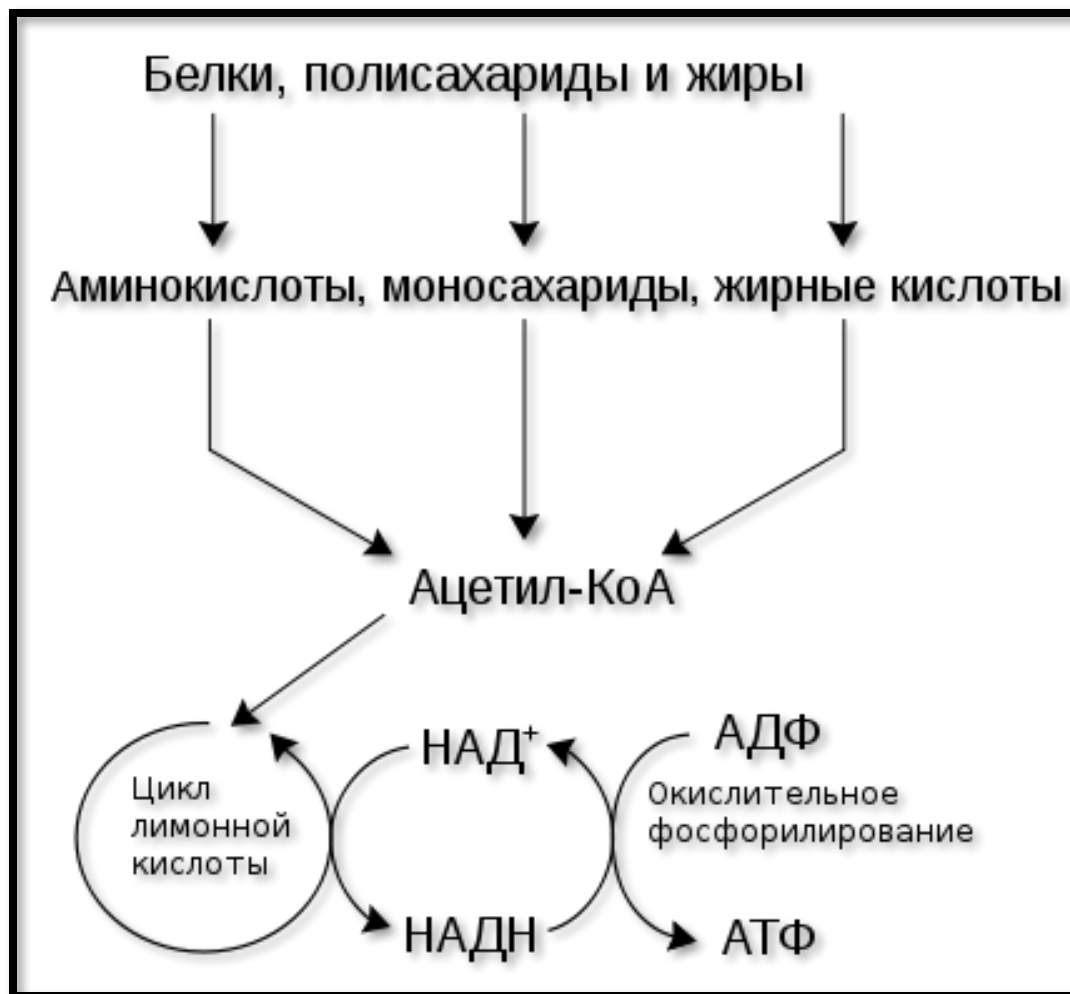 Белки, полисахариды и жиры
Аминокислоты, моносахариды, жирные кислоты
Ацетил-КоА
Цикл
лимонной
кислоты
НАД⁺
НАДН
АДФ
Окислительное
фосфорилирование
АТФ